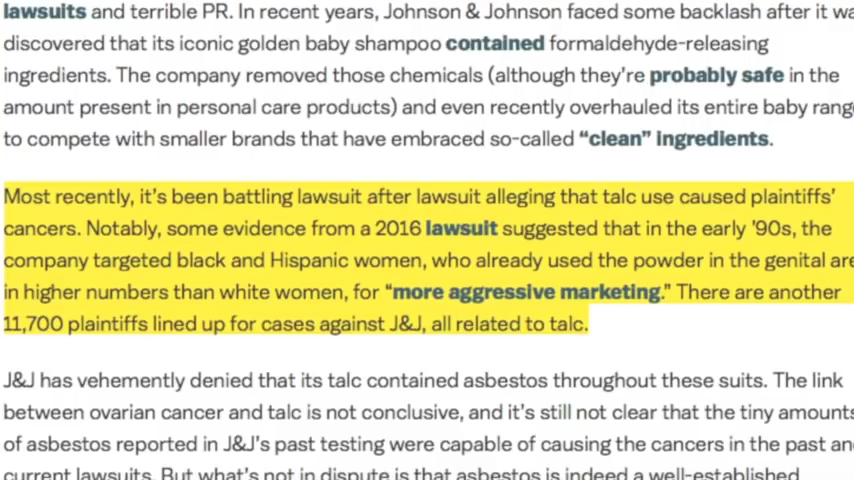 lawsuits and terrible PR. In recent years, Johnson & Johnson faced some backlash after it
discovered that its iconic golden baby shampoo contained formaldehyde-releasing
ingredients. The company removed those chemicals (although they're probably safe in the
amount present in personal care products) and even recently overhauled its entire baby
to compete with smaller brands that have embraced so-called “clean” ingredients.
Most recently, it's been battling lawsuit after lawsuit alleging that talc use caused plaintiffs'
cancers. Notably, some evidence from a 2016 lawsuit suggested that in the early '90s, the
company targeted black and Hispanic women, who already used the powder in the genital
in higher numbers than white women, for “more aggressive marketing.” There are another
11,700 plaintiffs lined up for cases against J&J, all related to talc.
J&J has vehemently denied that its talc contained asbestos throughout these suits. The link
between ovarian cancer and talc is not conclusive, and it's still not clear that the tiny amounts
of asbestos reported in J&J's past testing were capable of causing the cancers in the past
current lawsuits. But what's not in dispute is that asbestos is indeed a well-established